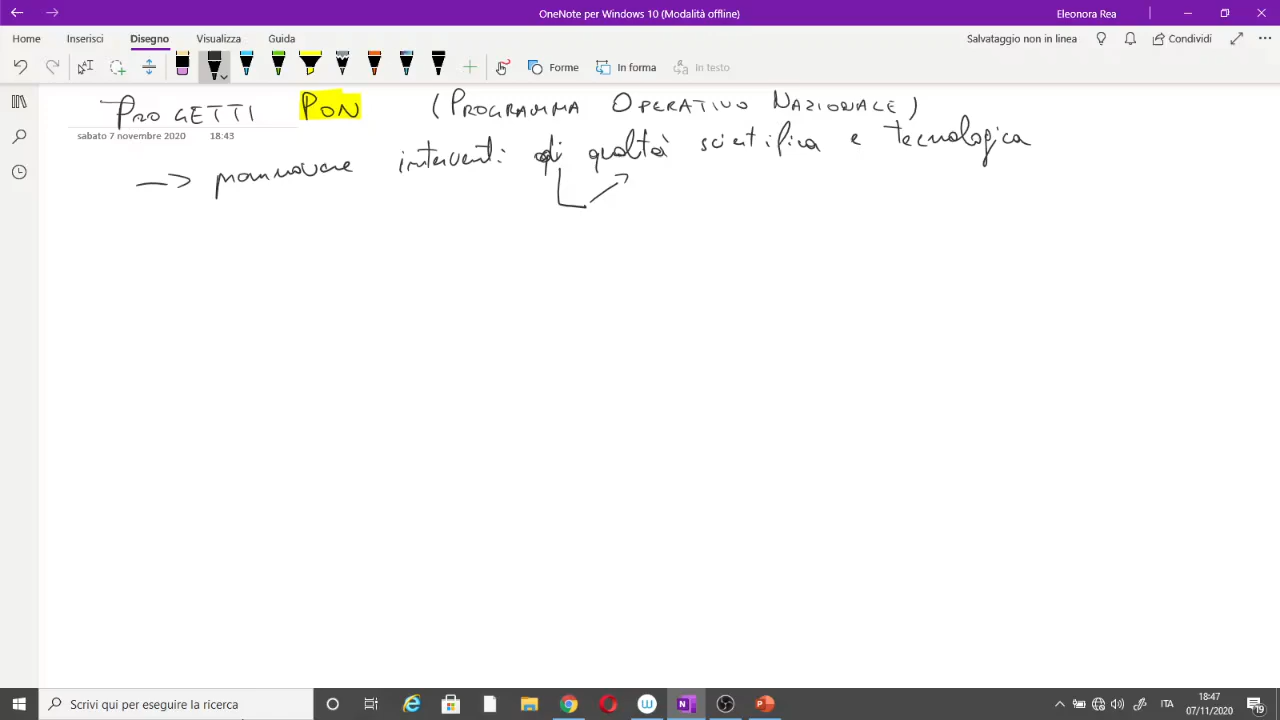 OneNote per Windows 10 (Modalità offline)
Eleonora Rea
Home Inserisci Disegno Visualizza Guida
Salvataggio non in linea
Condividi
Forme In forma In testo
PROGETTI PON (PROGRAMMA OPERATIVO NAZIONALE)
sabato 7 novembre 2020 18:43
promuovere interventi di qualità scientifica e tecnologica
Scrivi qui per eseguire la ricerca
ITA
18:47
07/11/2020
19